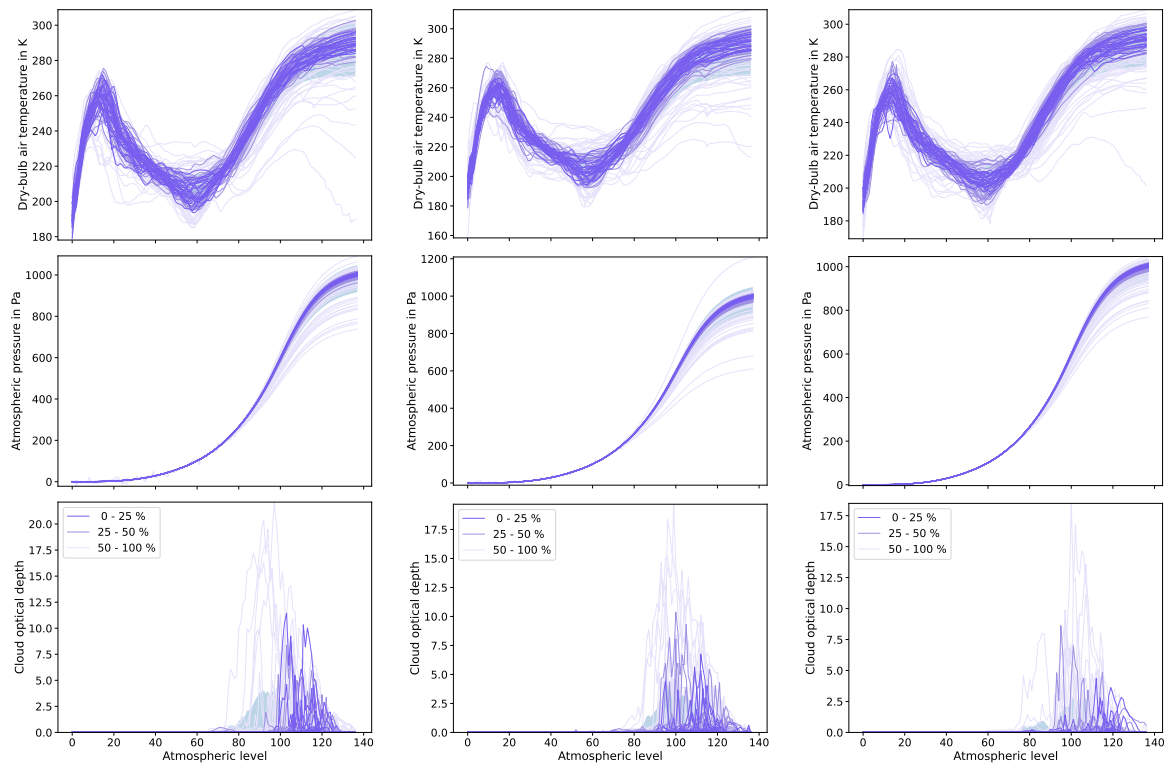 Dry-bulb air temperature in K
300
280
260
240
220
200
180
Dry-bulb air temperature in K
300
280
260
240
220
200
180
160
Dry-bulb air temperature in K
300
280
260
240
220
200
180
Atmospheric pressure in Pa
1000
800
600
400
200
0
Atmospheric pressure in Pa
1200
1000
800
600
400
200
0
Atmospheric pressure in Pa
1000
800
600
400
200
0
Cloud optical depth
20.0
17.5
15.0
12.5
10.0
7.5
5.0
2.5
0.0
0 - 25 %
25 - 50 %
50 - 100 %
0 20 40 60 80 100 120 140
Atmospheric level
Cloud optical depth
17.5
15.0
12.5
10.0
7.5
5.0
2.5
0.0
0 - 25 %
25 - 50 %
50 - 100 %
0 20 40 60 80 100 120 140
Atmospheric level
Cloud optical depth
17.5
15.0
12.5
10.0
7.5
5.0
2.5
0.0
0 - 25 %
25 - 50 %
50 - 100 %
0 20 40 60 80 100 120 140
Atmospheric level